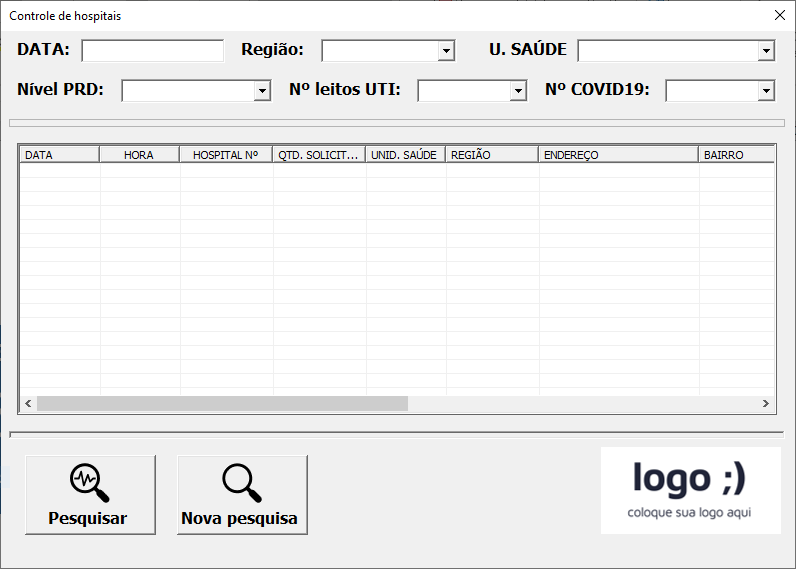 Controle de hospitais
DATA: Região: U. SAÚDE
Nível PRD: Nº leitos UTI: Nº COVID19:
DATA HORA HOSPITAL Nº QTD. SOLICIT... UNID. SAÚDE REGIÃO ENDEREÇO BAIRRO
Pesquisar Nova pesquisa
logo ;)
coloque sua logo aqui